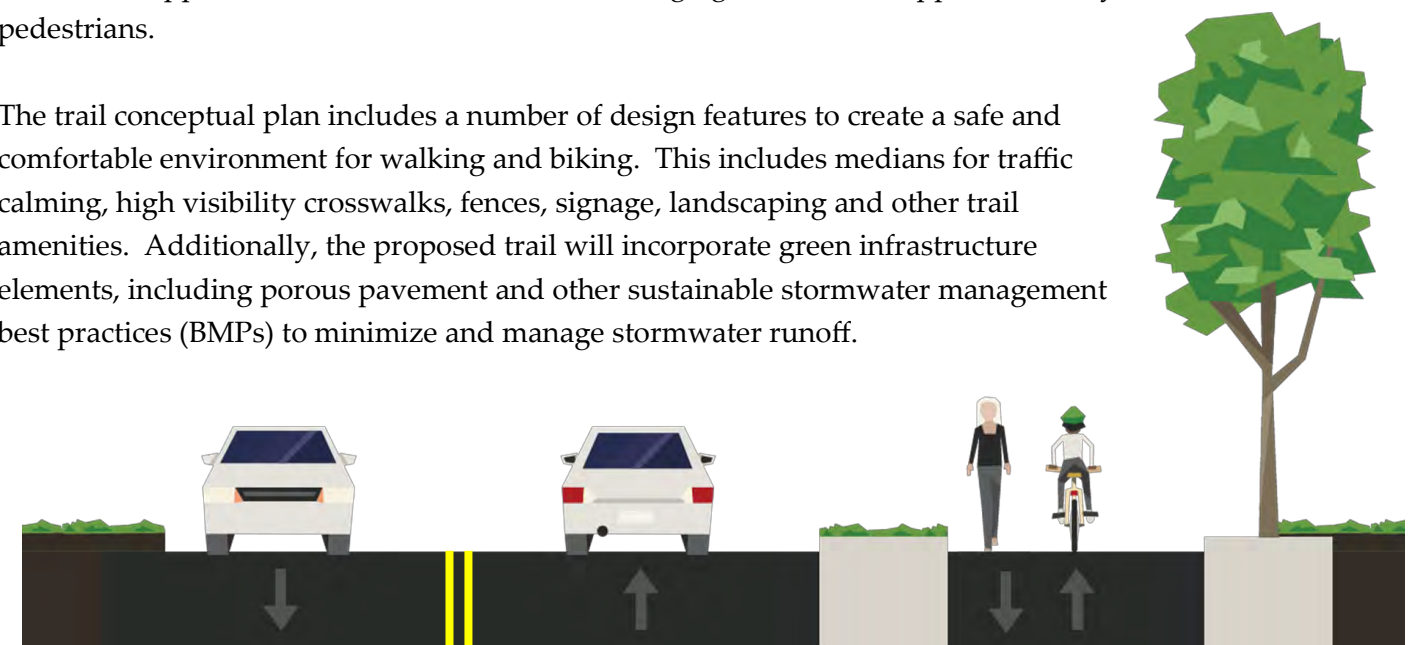 pedestrians.
The trail conceptual plan includes a number of design features to create a safe and
comfortable environment for walking and biking.  This includes medians for traffic
calming, high visibility crosswalks, fences, signage, landscaping and other trail
amenities.  Additionally, the proposed trail will incorporate green infrastructure
elements, including porous pavement and other sustainable stormwater management
best practices (BMPs) to minimize and manage stormwater runoff.